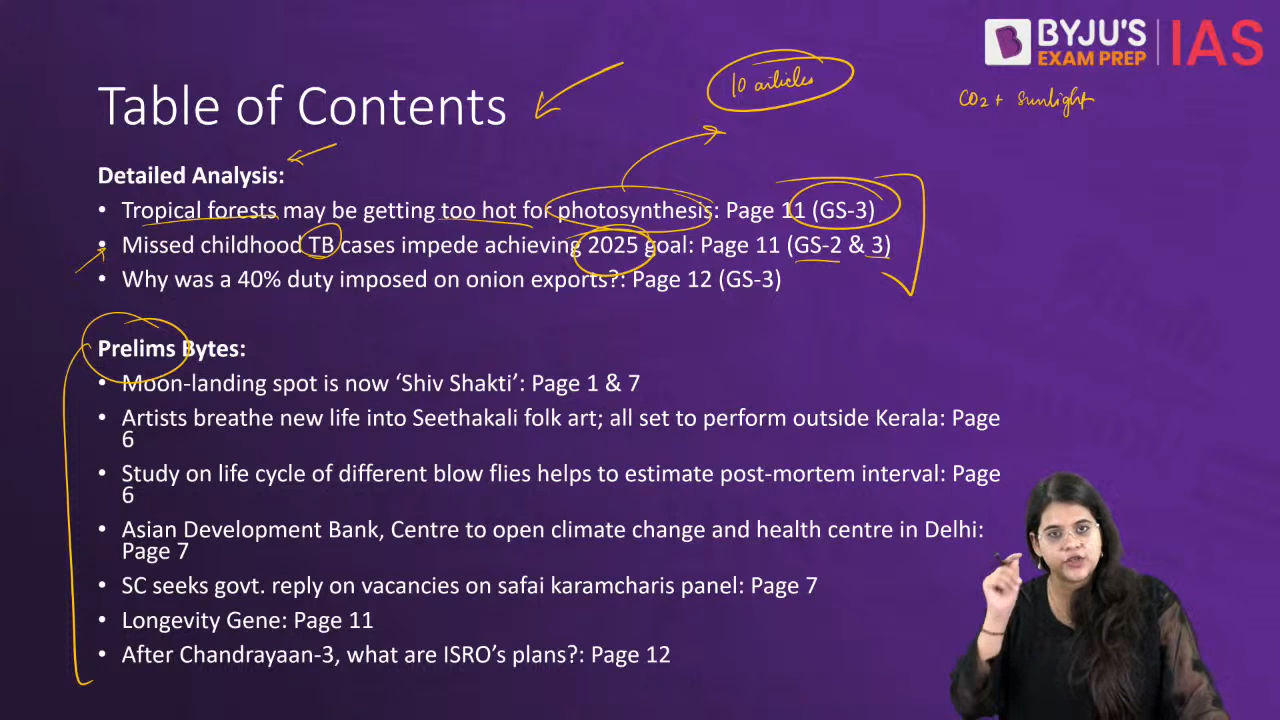 BYJU'S
EXAM PREP
IAS
10 articles
CO2 + Sunlight
Table of Contents
Detailed Analysis:
• Tropical forests may be getting too hot for photosynthesis: Page 11 (GS-3)
• Missed childhood TB cases impede achieving 2025 goal: Page 11 (GS-2 & 3)
• Why was a 40% duty imposed on onion exports?: Page 12 (GS-3)
Prelims Bytes:
• Moon-landing spot is now ‘Shiv Shakti’: Page 1 & 7
• Artists breathe new life into Seethakali folk art; all set to perform outside Kerala: Page
6
• Study on life cycle of different blow flies helps to estimate post-mortem interval: Page
6
• Asian Development Bank, Centre to open climate change and health centre in Delhi:
Page 7
• SC seeks govt. reply on vacancies on safai karamcharis panel: Page 7
• Longevity Gene: Page 11
• After Chandrayaan-3, what are ISRO’s plans?: Page 12